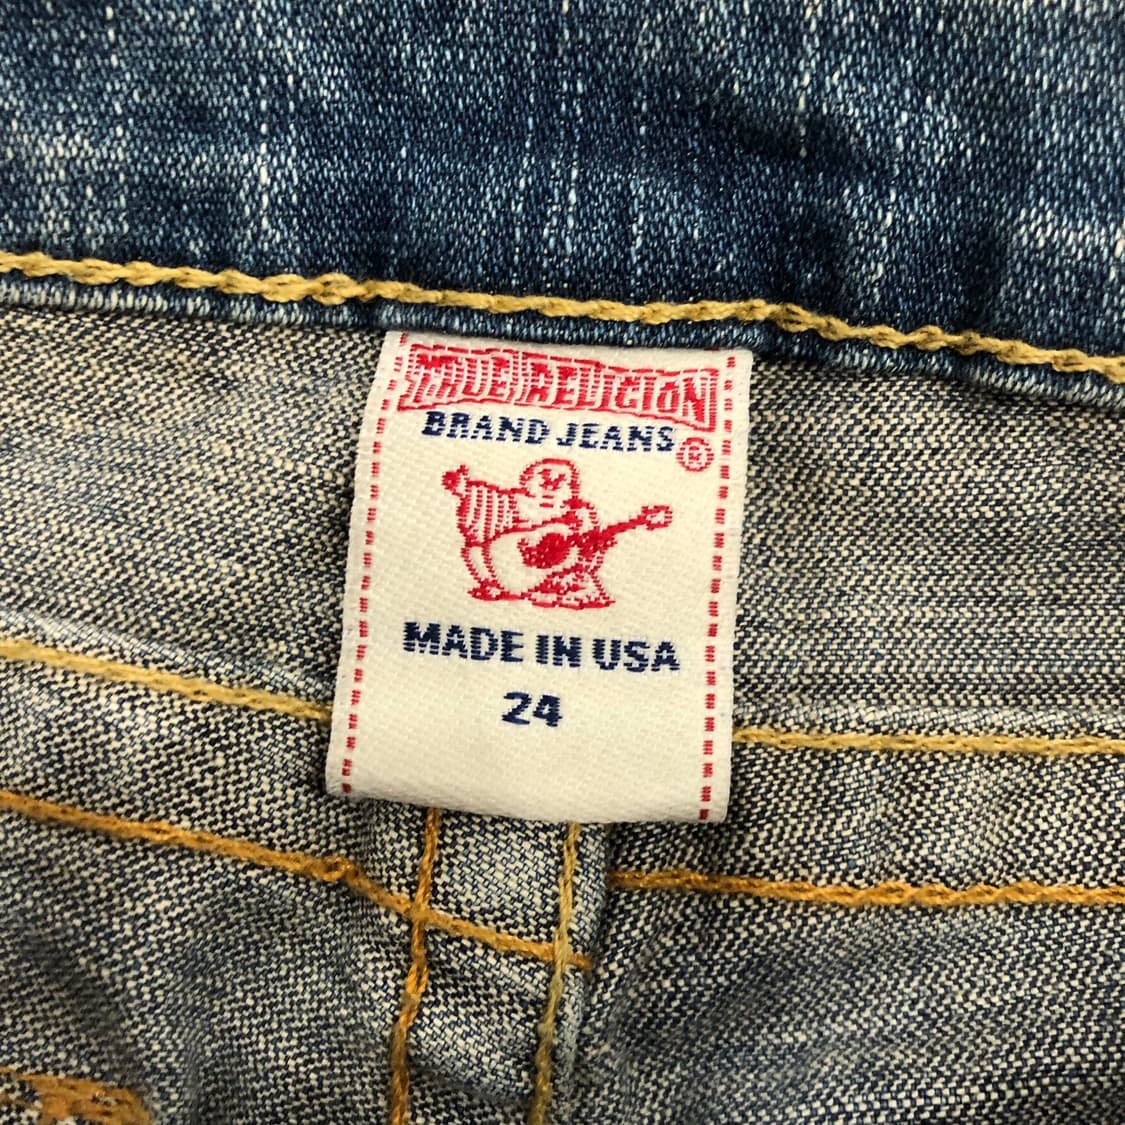 TRUE RELIGION
BRAND JEANS ®
MADE IN USA
24